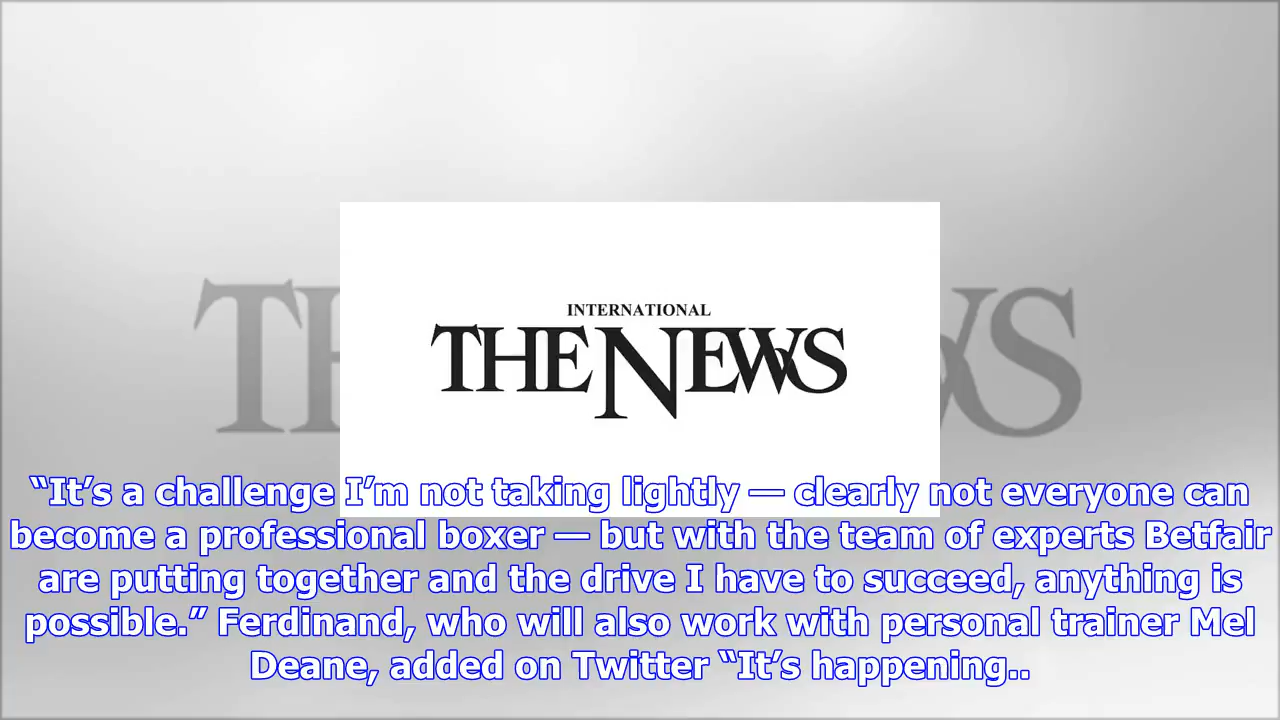 INTERNATIONAL
THE NEWS
“It’s a challenge I’m not taking lightly — clearly not everyone can
become a professional boxer — but with the team of experts Betfair
are putting together and the drive I have to succeed, anything is
possible.” Ferdinand, who will also work with personal trainer Mel
Deane, added on Twitter “It’s happening..